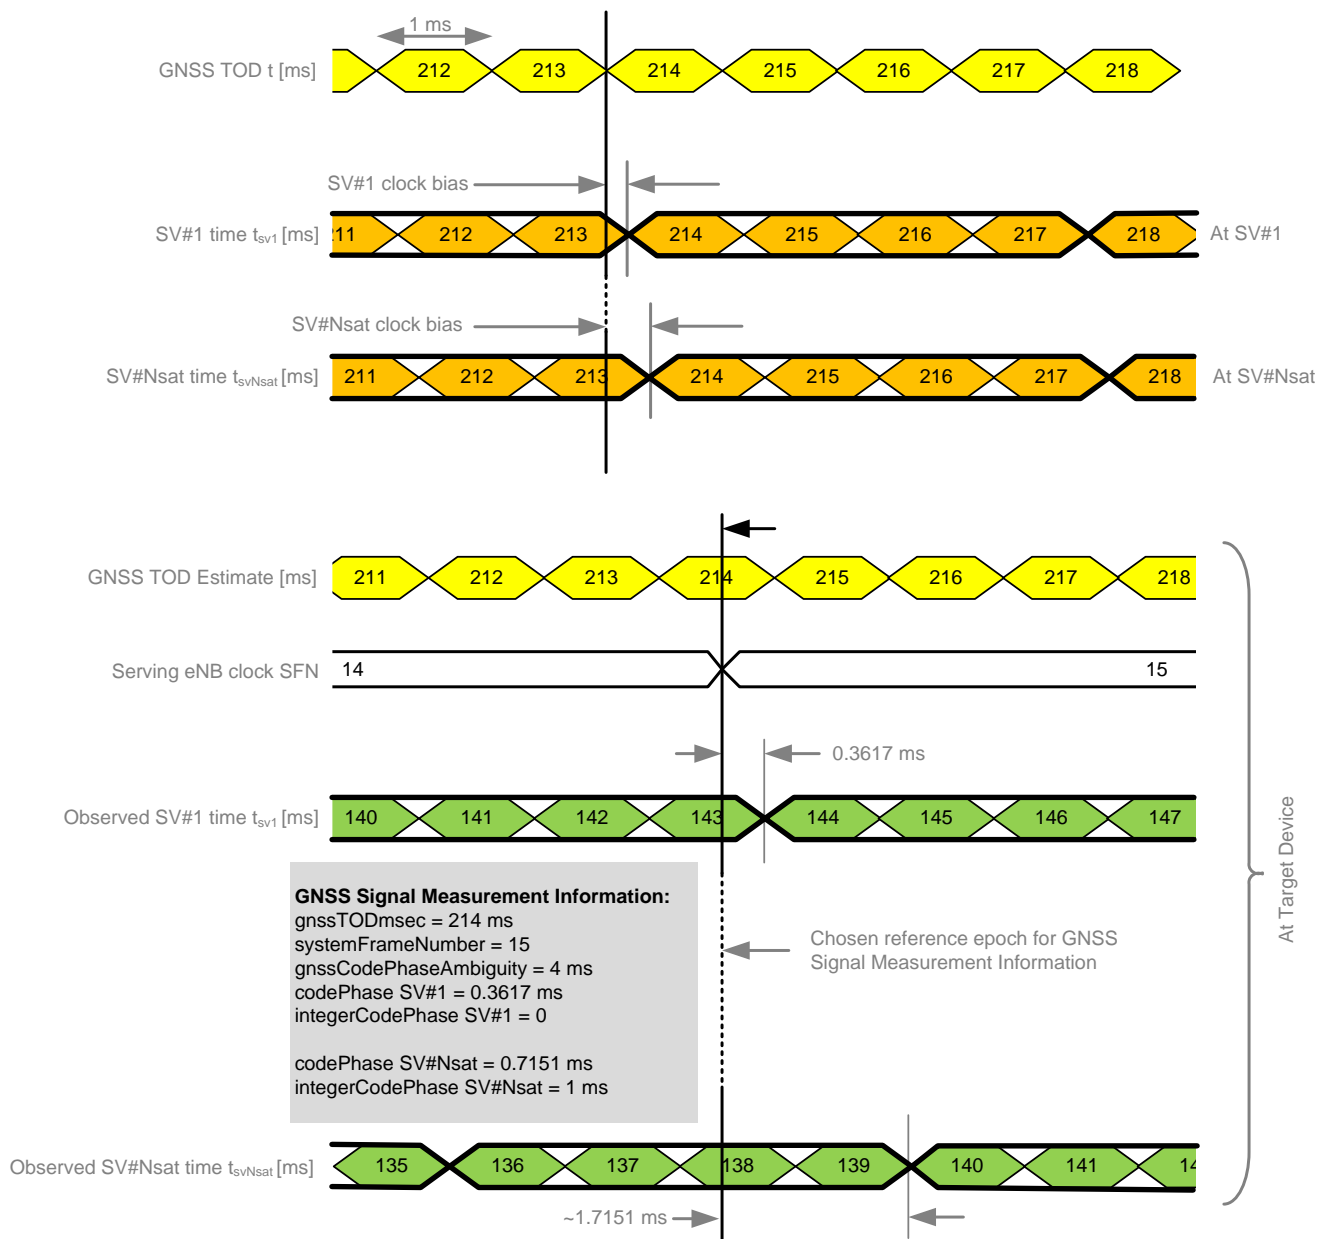 1 ms
GNSS TOD t [ms]
212 213 214 215 216 217 218
SV#1 clock bias
SV#1 time tsv1 [ms]
211 212 213 214 215 216 217 218
At SV#1
SV#Nsat clock bias
SV#Nsat time tsvNsat [ms]
211 212 213 214 215 216 217 218
At SV#Nsat
GNSS TOD Estimate [ms]
211 212 213 214 215 216 217 218
Serving eNB clock SFN
14 15
0.3617 ms
Observed SV#1 time tsv1 [ms]
140 141 142 143 144 145 146 147
At Target Device
GNSS Signal Measurement Information:
gnssTODmsec = 214 ms
systemFrameNumber = 15
gnssCodePhaseAmbiguity = 4 ms
codePhase SV#1 = 0.3617 ms
integerCodePhase SV#1 = 0
codePhase SV#Nsat = 0.7151 ms
integerCodePhase SV#Nsat = 1 ms
Chosen reference epoch for GNSS
Signal Measurement Information
Observed SV#Nsat time tsvNsat [ms]
135 136 137 138 139 140 141 14
~1.7151 ms